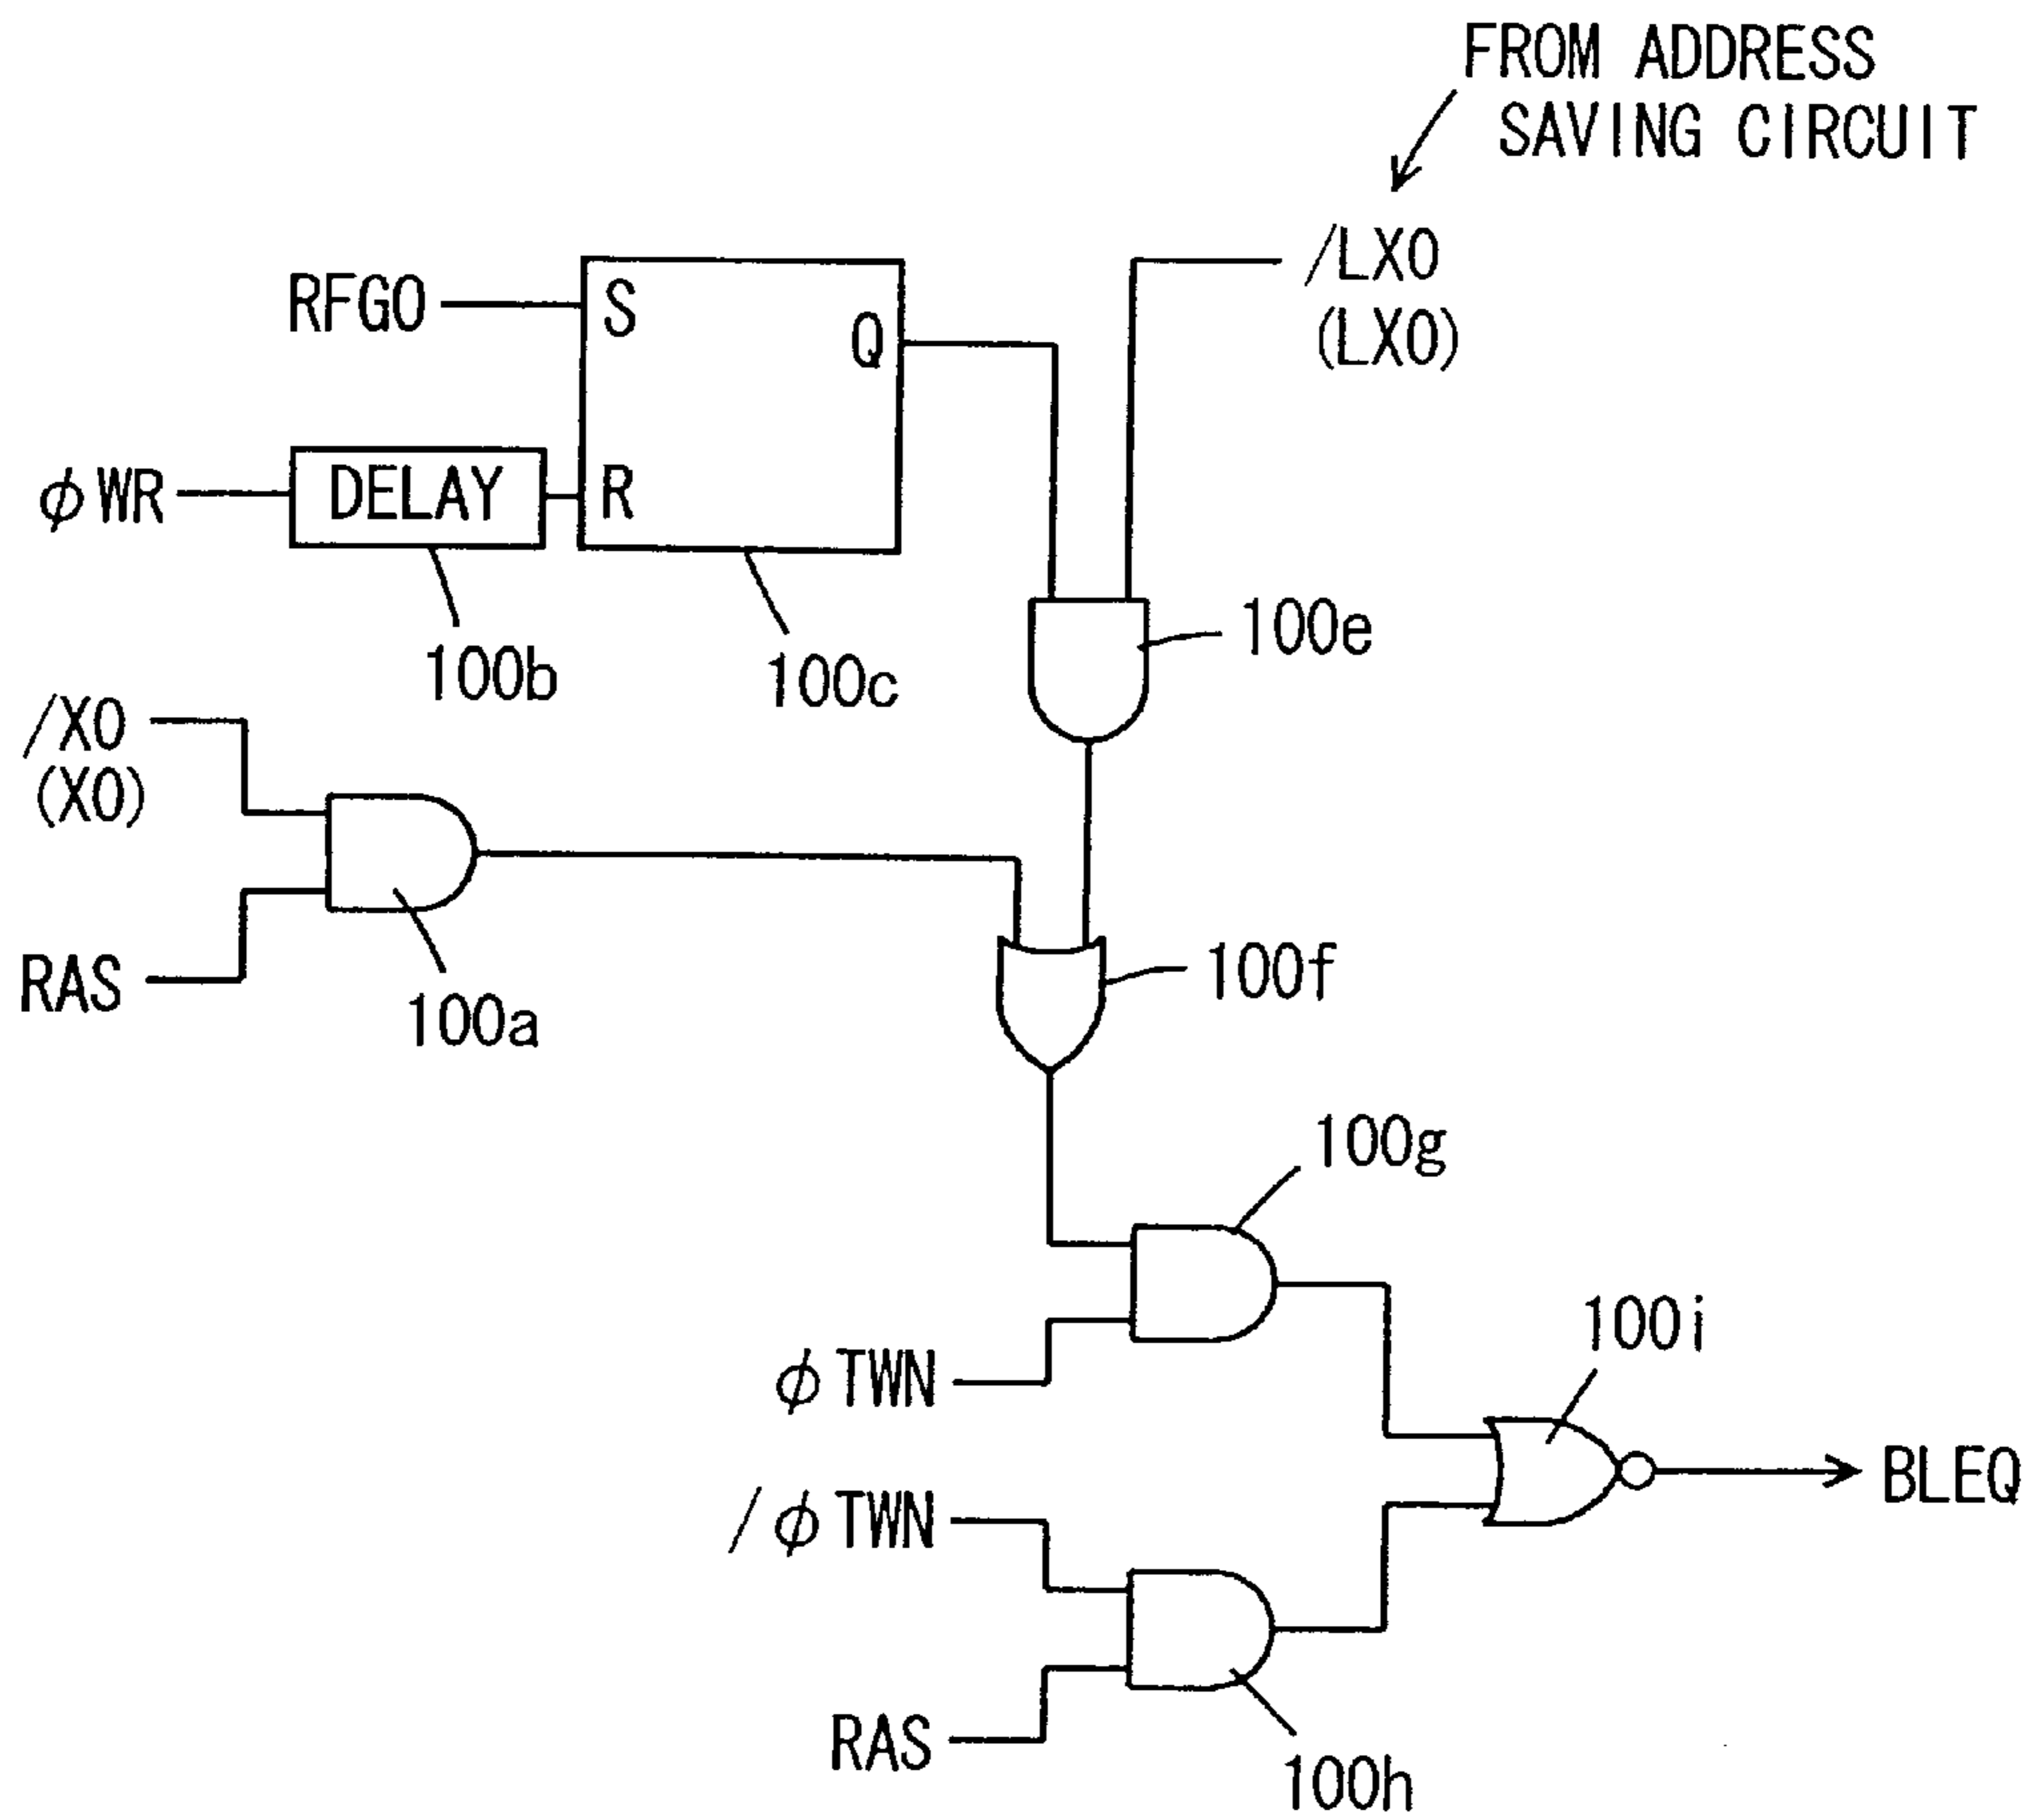 FROM ADDRESS
SAVING CIRCUIT
/LX0
(LX0)
RFGO
S
Q
φWR
DELAY
R
100b
100c
100e
/X0
(X0)
RAS
100a
100f
100g
φTWN
100i
BLEQ
/φTWN
RAS
100h